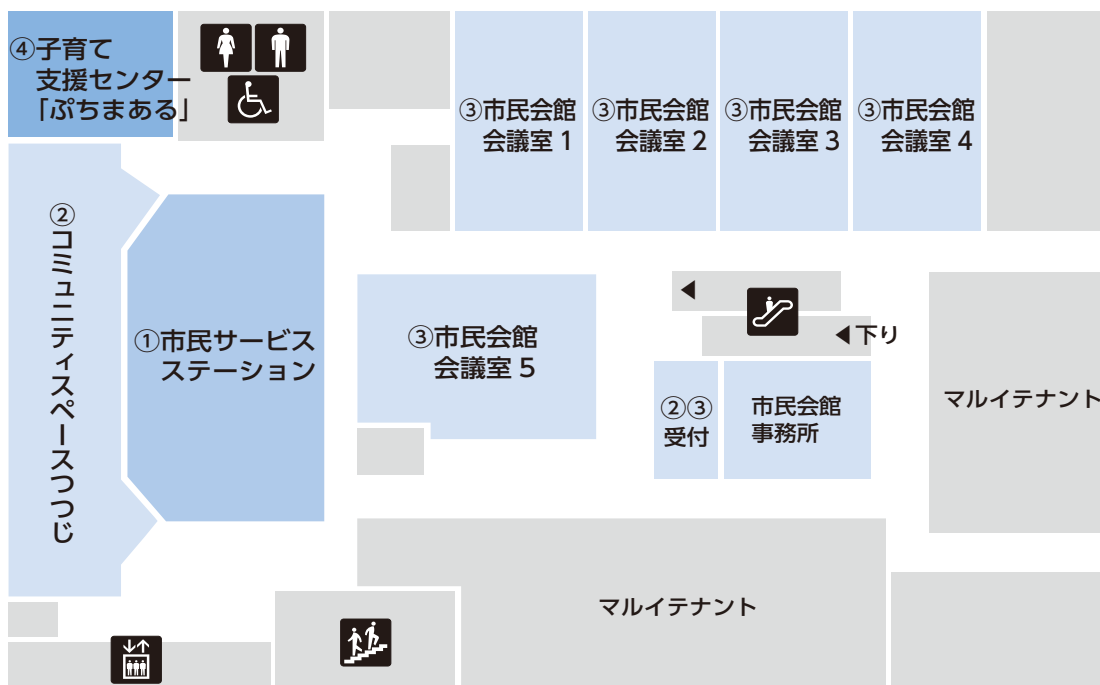 ④子育て
支援センター
「ぷちまある」
③市民会館
会議室 1
③市民会館
会議室 2
③市民会館
会議室 3
③市民会館
会議室 4
②コミュニティスペースつつじ
①市民サービス
ステーション
③市民会館
会議室 5
◀
◀下り
②③
受付
市民会館
事務所
マルイテナント
マルイテナント